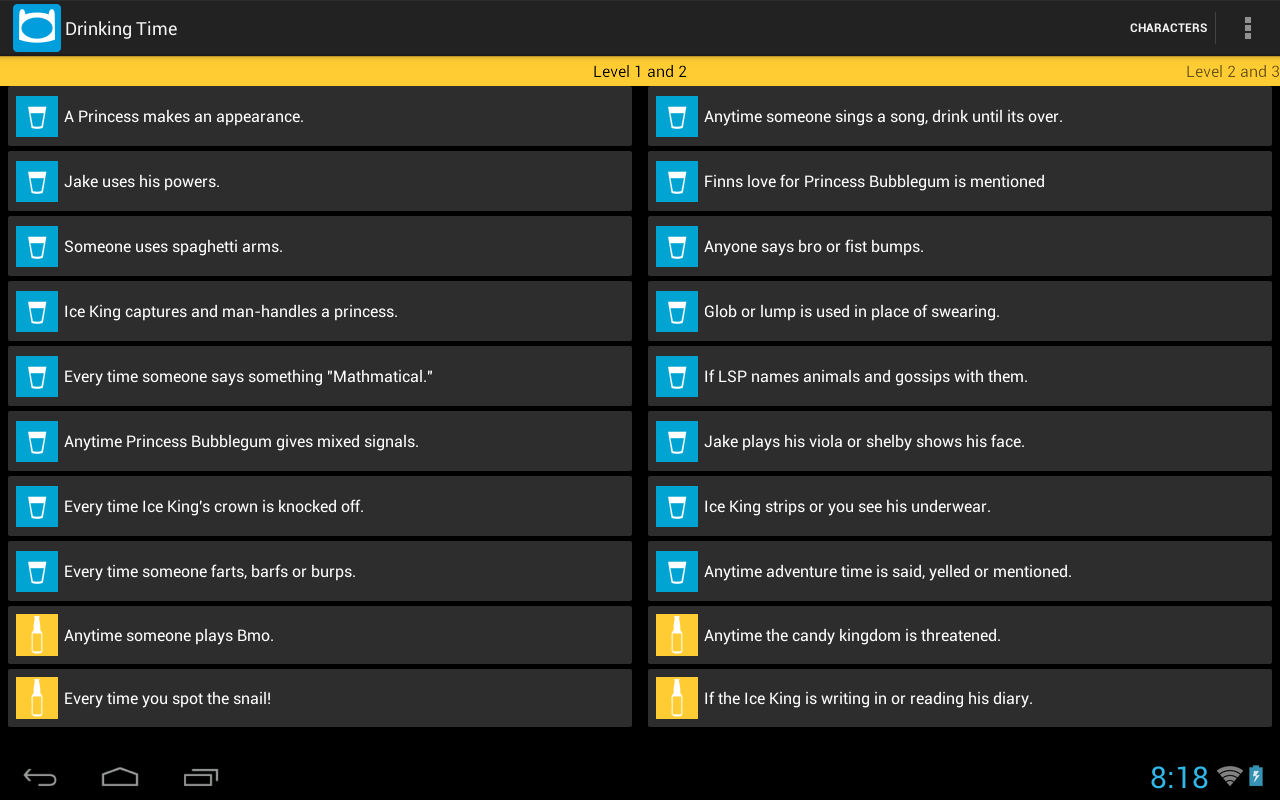 Drinking Time
CHARACTERS
Level 1 and 2
Level 2 and 3
A Princess makes an appearance.
Anytime someone sings a song, drink until its over.
Jake uses his powers.
Finns love for Princess Bubblegum is mentioned
Someone uses spaghetti arms.
Anyone says bro or fist bumps.
Ice King captures and man-handles a princess.
Glob or lump is used in place of swearing.
Every time someone says something "Mathmatical."
If LSP names animals and gossips with them.
Anytime Princess Bubblegum gives mixed signals.
Jake plays his viola or shelby shows his face.
Every time Ice King's crown is knocked off.
Ice King strips or you see his underwear.
Every time someone farts, barfs or burps.
Anytime adventure time is said, yelled or mentioned.
Anytime someone plays Bmo.
Anytime the candy kingdom is threatened.
Every time you spot the snail!
If the Ice King is writing in or reading his diary.
8:18